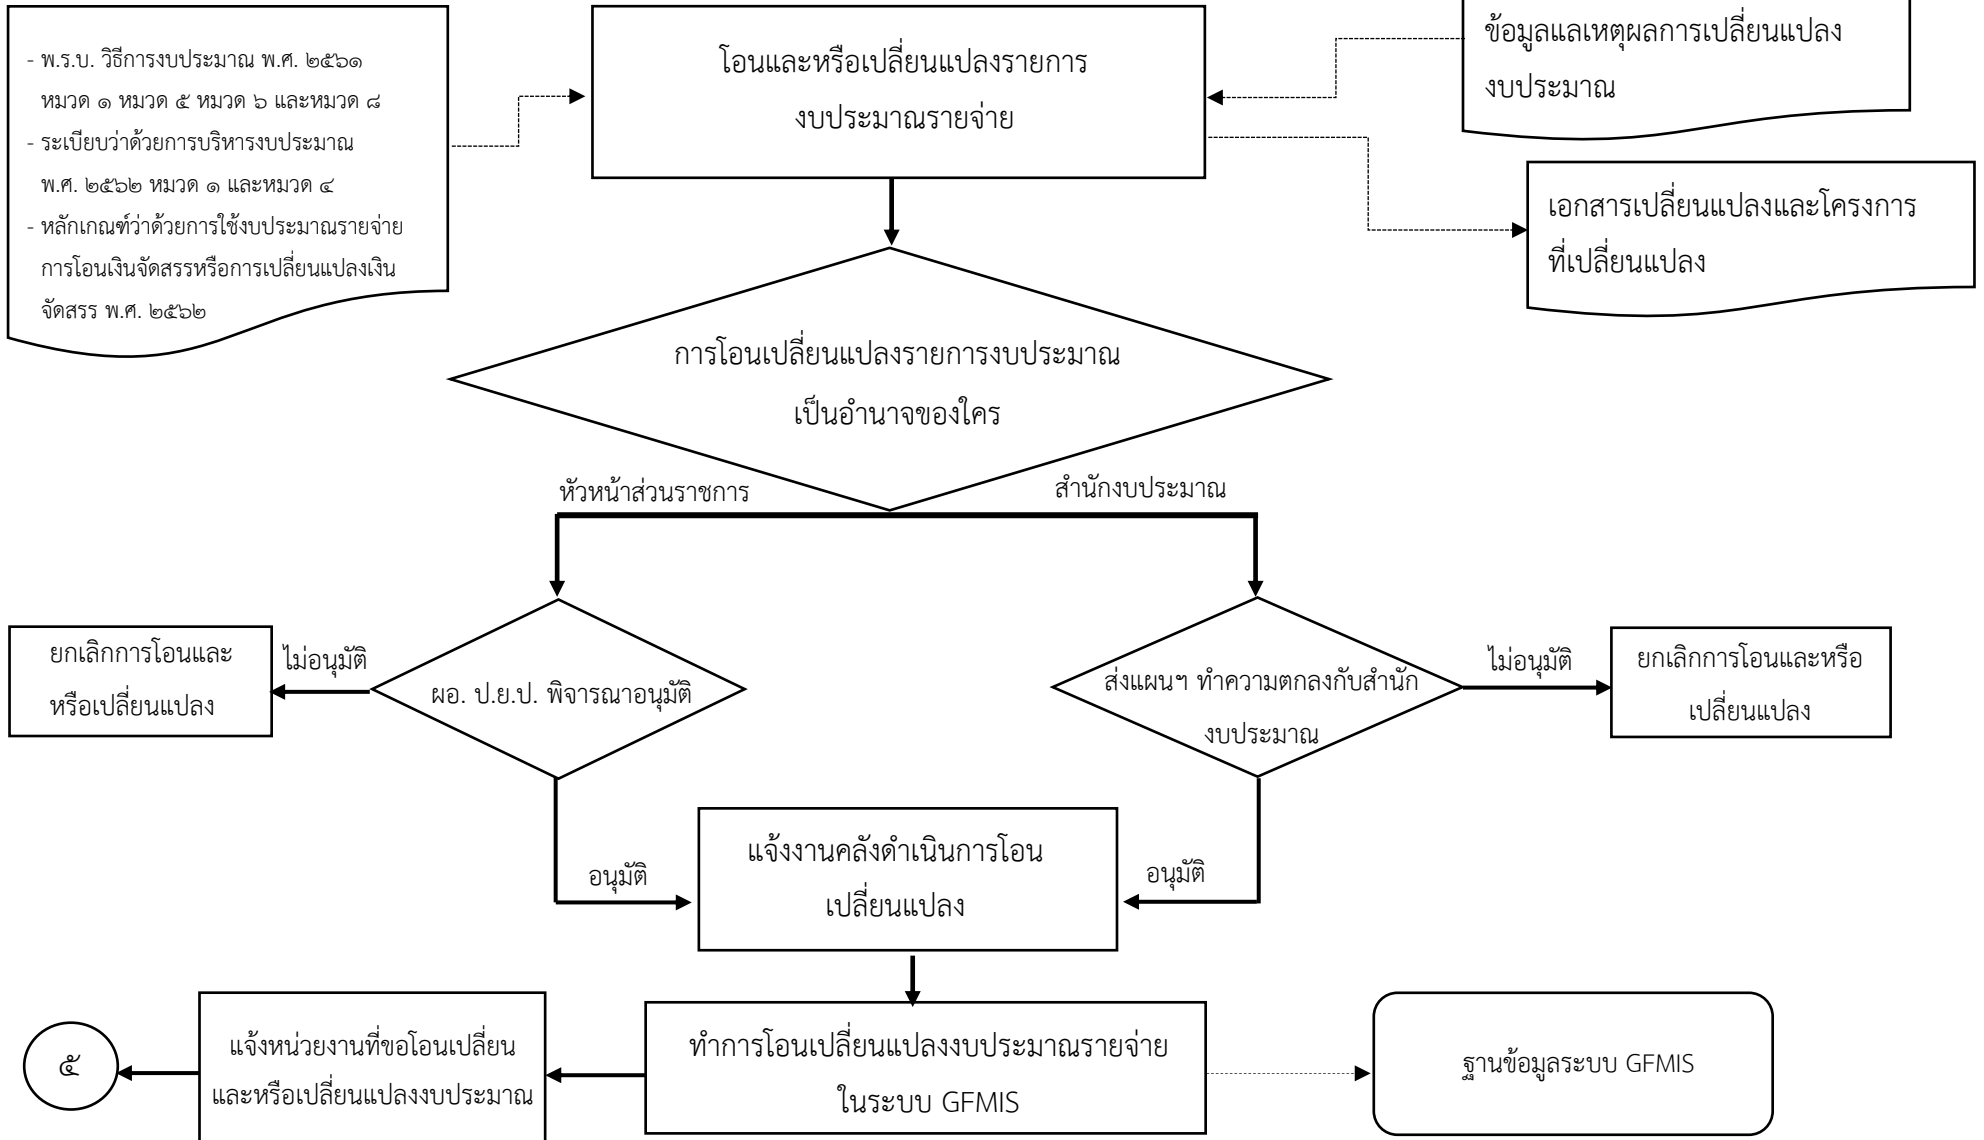 - พ.ร.บ. วิธีการงบประมาณ พ.ศ. ๒๕๖๑
หมวด ๑ หมวด ๕ หมวด ๖ และหมวด ๘
- ระเบียบว่าด้วยการบริหารงบประมาณ
พ.ศ. ๒๕๖๒ หมวด ๑ และหมวด ๔
- หลักเกณฑ์ว่าด้วยการใช้งบประมาณรายจ่าย
การโอนเงินจัดสรรหรือการเปลี่ยนแปลงเงิน
จัดสรร พ.ศ. ๒๕๖๒
โอนและหรือเปลี่ยนแปลงรายการ
งบประมาณรายจ่าย
ข้อมูลแลเหตุผลการเปลี่ยนแปลง
งบประมาณ
เอกสารเปลี่ยนแปลงและโครงการ
ที่เปลี่ยนแปลง
การโอนเปลี่ยนแปลงรายการงบประมาณ
เป็นอำนาจของใคร
หัวหน้าส่วนราชการ
สำนักงบประมาณ
ยกเลิกการโอนและ
หรือเปลี่ยนแปลง
ไม่อนุมัติ
ผอ. ป.ย.ป. พิจารณาอนุมัติ
ส่งแผนฯ ทำความตกลงกับสำนัก
งบประมาณ
ไม่อนุมัติ
ยกเลิกการโอนและหรือ
เปลี่ยนแปลง
อนุมัติ
แจ้งงานคลังดำเนินการโอน
เปลี่ยนแปลง
อนุมัติ
๕
แจ้งหน่วยงานที่ขอโอนเปลี่ยน
และหรือเปลี่ยนแปลงงบประมาณ
ทำการโอนเปลี่ยนแปลงงบประมาณรายจ่าย
ในระบบ GFMIS
ฐานข้อมูลระบบ GFMIS